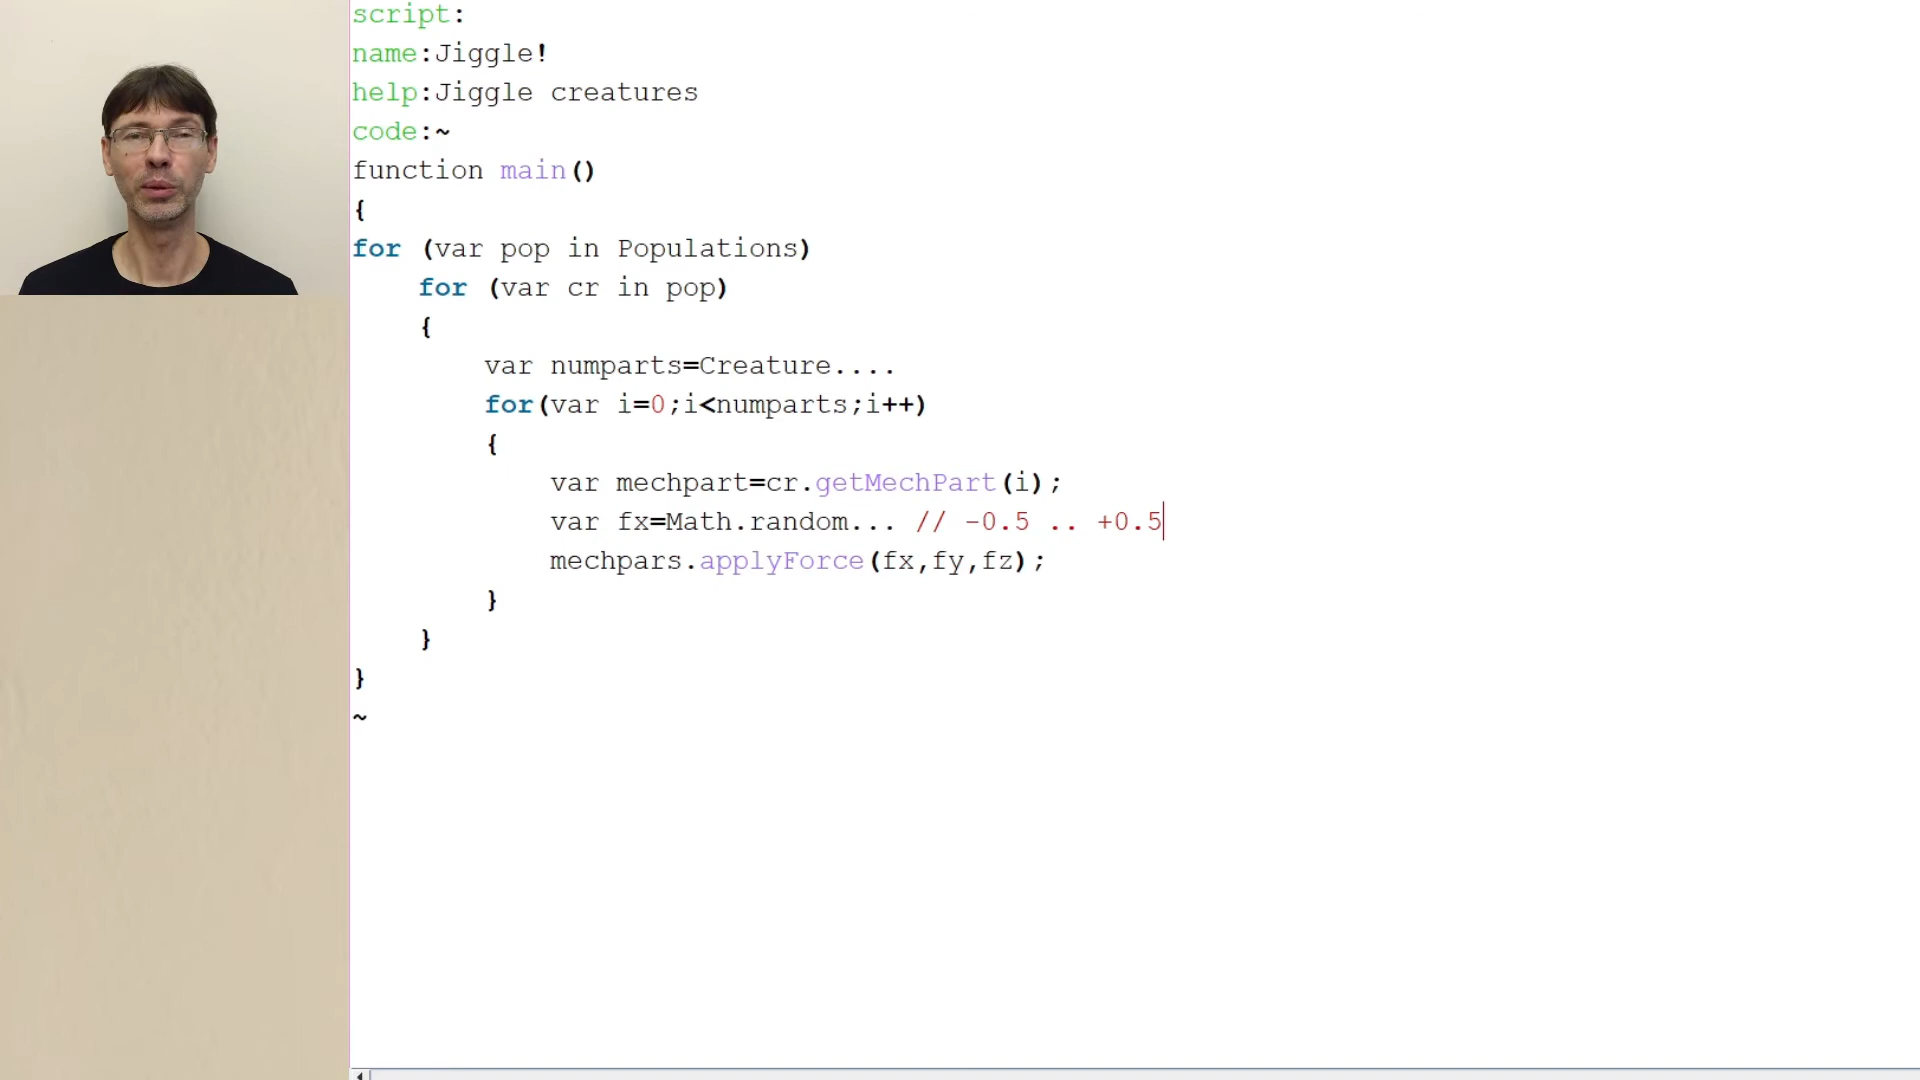 script:
name:Jiggle!
help:Jiggle creatures
code:~
function main()
{
for (var pop in Populations)
    for (var cr in pop)
    {
        var numparts=Creature....
        for(var i=0;i<numparts;i++)
        {
            var mechpart=cr.getMechPart(i);
            var fx=Math.random... // -0.5 .. +0.5
            mechpars.applyForce(fx,fy,fz);
        }
    }
}
~